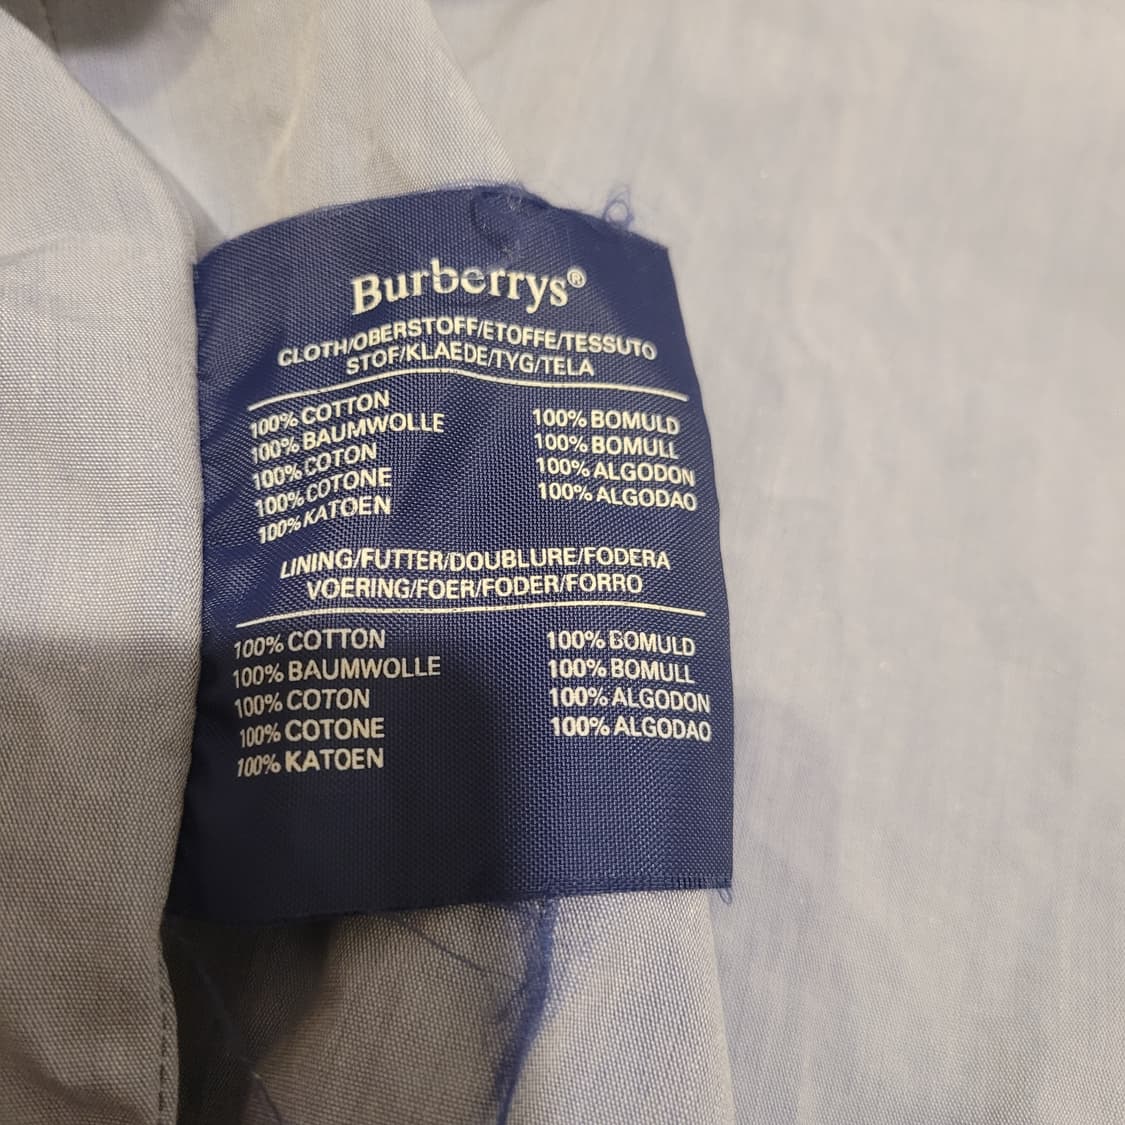 Burberrys®
CLOTH/OBERSTOFF/ETOFFE/TESSUTO
STOF/KLAEDE/TYG/TELA
100% COTTON
100% BAUMWOLLE
100% COTON
100% COTONE
100% KATOEN
100% BOMULD
100% BOMULL
100% ALGODON
100% ALGODAO
LINING/FUTTER/DOUBLURE/FODERA
VOERING/FOER/FODER/FORRO
100% COTTON
100% BAUMWOLLE
100% COTON
100% COTONE
100% KATOEN
100% BOMULD
100% BOMULL
100% ALGODON
100% ALGODAO